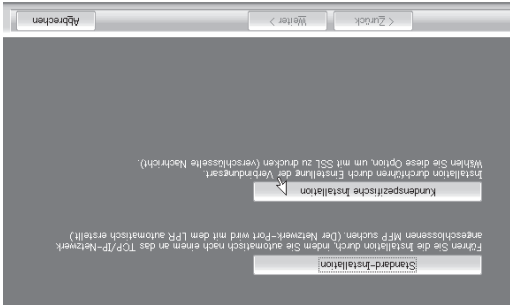 Standard-Installation
Führen Sie die Installation durch, indem Sie automatisch nach einem an das TCP/IP-Netzwerk
angeschlossenen MFP suchen. (Der Netzwerk-Port wird mit dem LPR automatisch erstellt)
Kundenspezifische Installation
Installation durchführen durch Einstellung der Verbindungsart.
Wählen Sie diese Option, um mit SSL zu drucken (verschlüsselte Nachricht).
< Zurück
Weiter >
Abbrechen